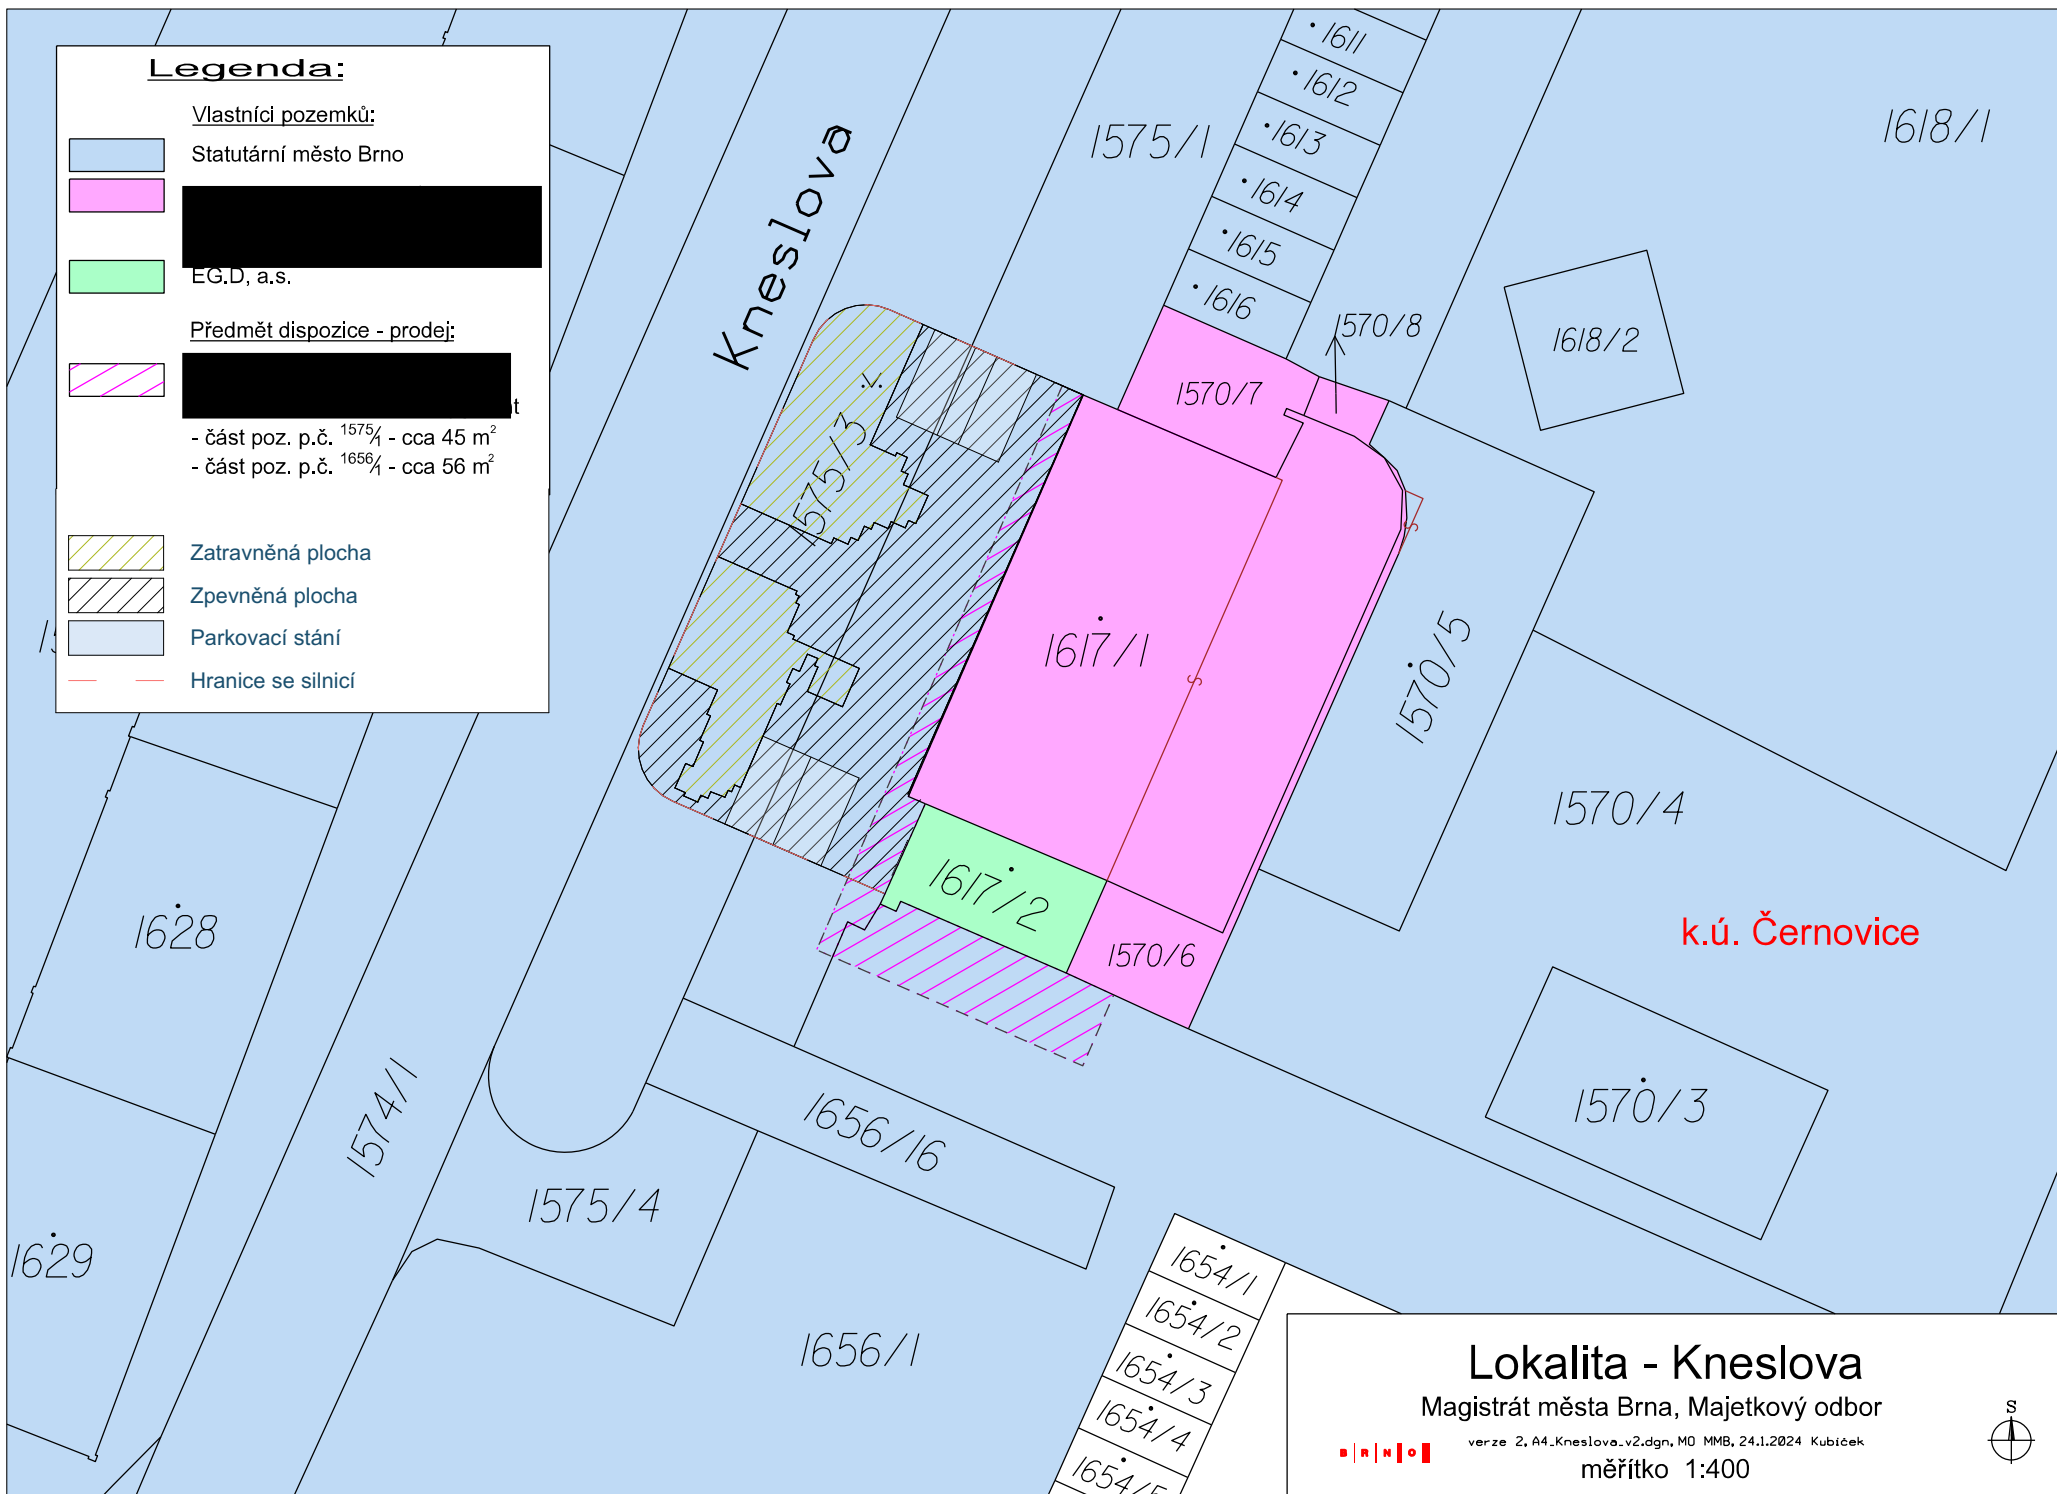 Legenda:
Vlastníci pozemků:
Statutární město Brno
EG.D, a.s.
Předmět dispozice - prodej:
- část poz. p.č. 1575/1 - cca 45 m²
- část poz. p.č. 1656/1 - cca 56 m²
Zatravněná plocha
Zpevněná plocha
Parkovací stání
Hranice se silnicí
Kneslova
1575/1
1611
1612
1613
1614
1615
1616
1618/1
1618/2
1570/8
1570/7
1575/3
1617/1
1570/5
1570/4
1617/2
1570/6
k.ú. Černovice
1628
1570/3
1574/1
1656/16
1575/4
1629
1656/1
1654/1
1654/2
1654/3
1654/4
1654/5
Lokalita - Kneslova
Magistrát města Brna, Majetkový odbor
verze 2, A4_Kneslova_v2.dgn, MO MMB, 24.1.2024 Kubíček
měřítko 1:400
BRNO
S